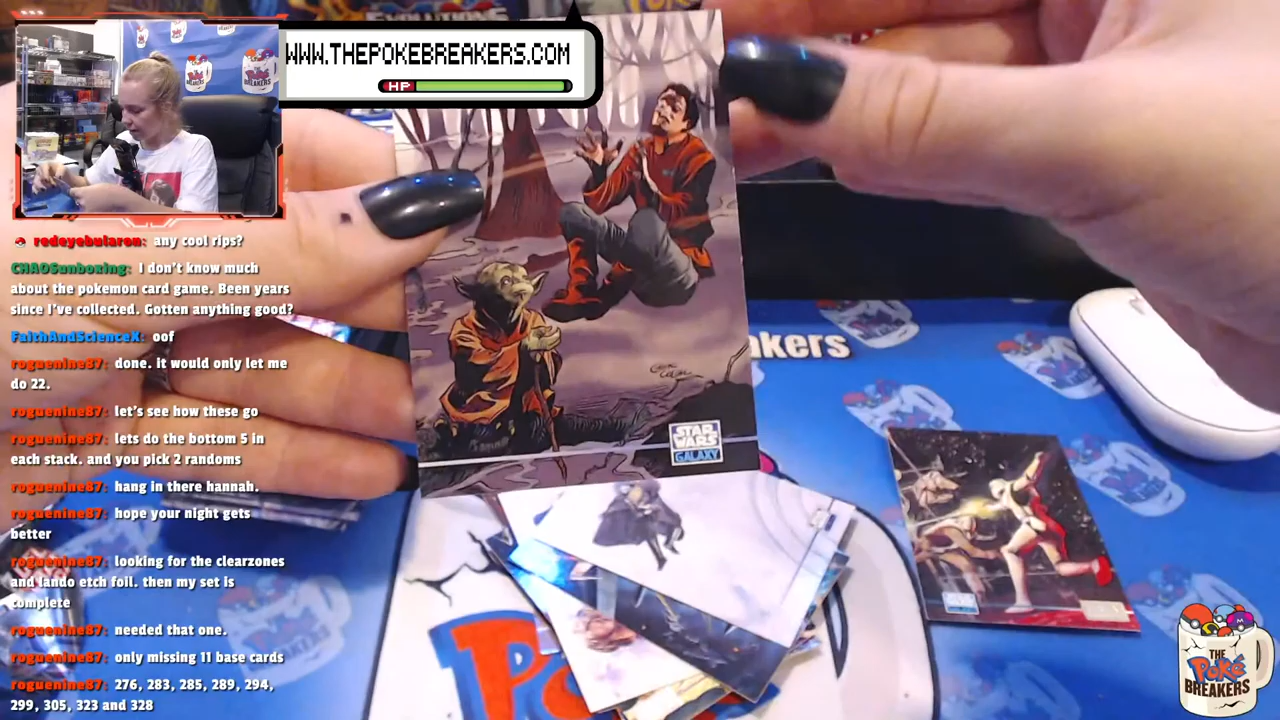 EVOLUTIONS
WWW.THEPOKEBREAKERS.COM
HP
THE
POKÉ
BREAKERS
redeyebularon: any cool rips?
CHAOSunboxing: I don't know much
about the pokemon card game. Been years
since I've collected. Gotten anything good?
FaithAndScienceX: oof
roguenine87: done. it would only let me
do 22.
roguenine87: let's see how these go
roguenine87: lets do the bottom 5 in
each stack. and you pick 2 randoms
roguenine87: hang in there hannah.
roguenine87: hope your night gets
better
roguenine87: looking for the clearzones
and lando etch foil. then my set is
complete
roguenine87: needed that one.
roguenine87: only missing 11 base cards
roguenine87: 276, 283, 285, 289, 294,
299, 305, 323 and 328
STAR
WARS
GALAXY
akers
THE
Poké
BREAKERS